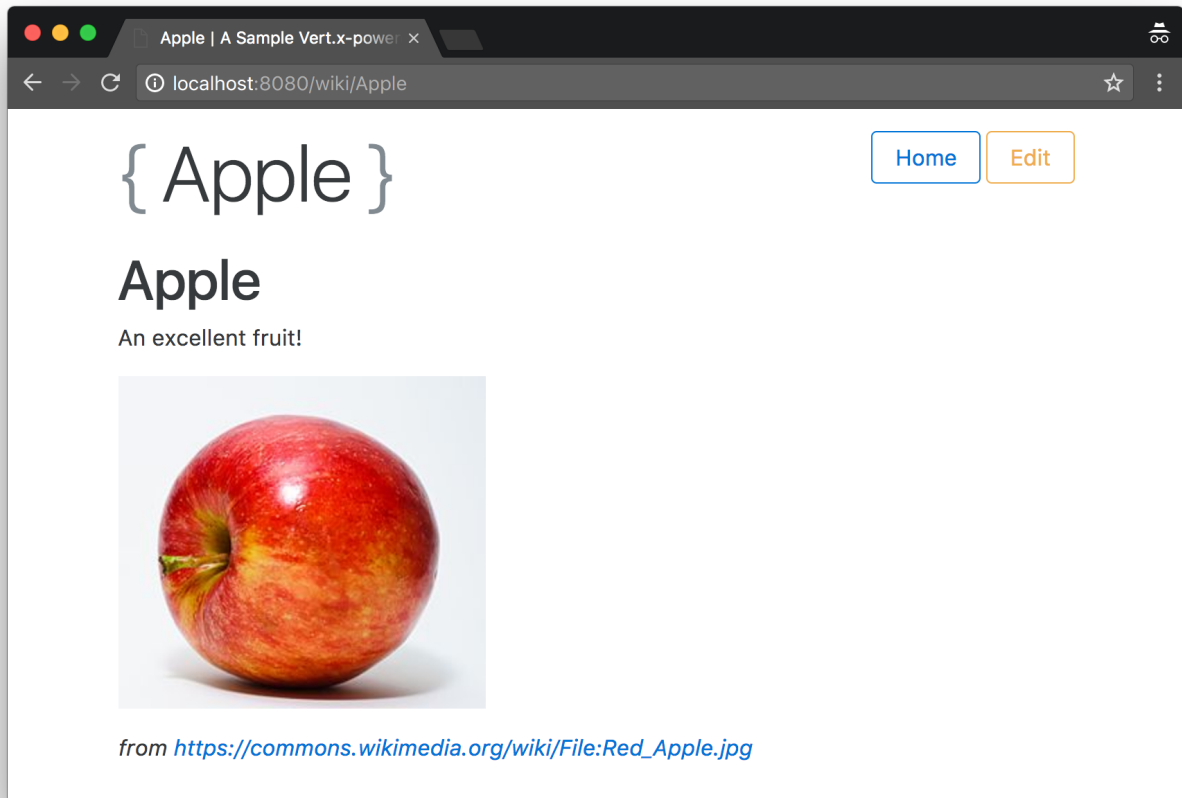 Apple | A Sample Vert.x-power
localhost:8080/wiki/Apple
{ Apple }
Home
Edit
Apple
An excellent fruit!
from https://commons.wikimedia.org/wiki/File:Red_Apple.jpg